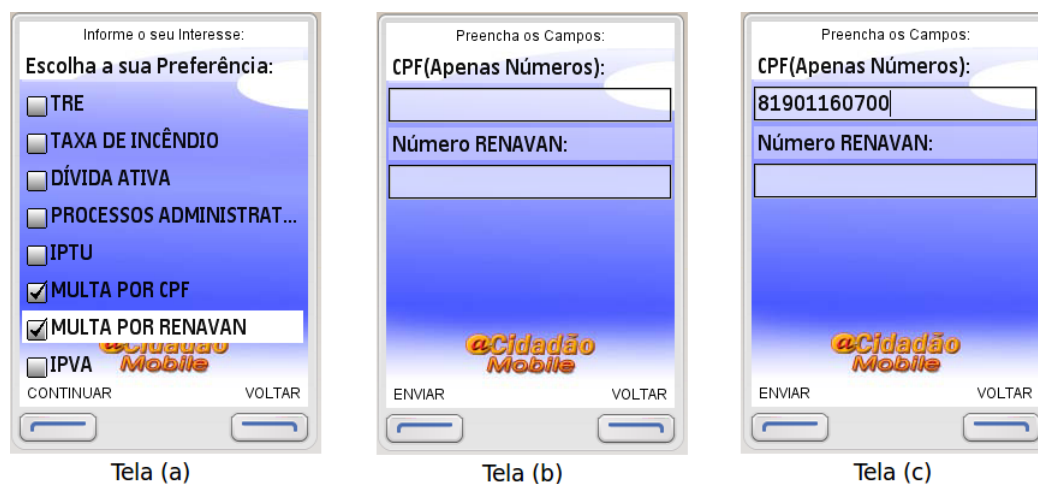 Informe o seu Interesse:
Escolha a sua Preferência:
TRE
TAXA DE INCÊNDIO
DÍVIDA ATIVA
PROCESSOS ADMINISTRAT...
IPTU
MULTA POR CPF
MULTA POR RENAVAN
@Cidadão
IPVA Mobile
CONTINUAR VOLTAR
Tela (a)
Preencha os Campos:
CPF(Apenas Números):
Número RENAVAN:
@Cidadão
Mobile
ENVIAR VOLTAR
Tela (b)
Preencha os Campos:
CPF(Apenas Números):
81901160700
Número RENAVAN:
@Cidadão
Mobile
ENVIAR VOLTAR
Tela (c)